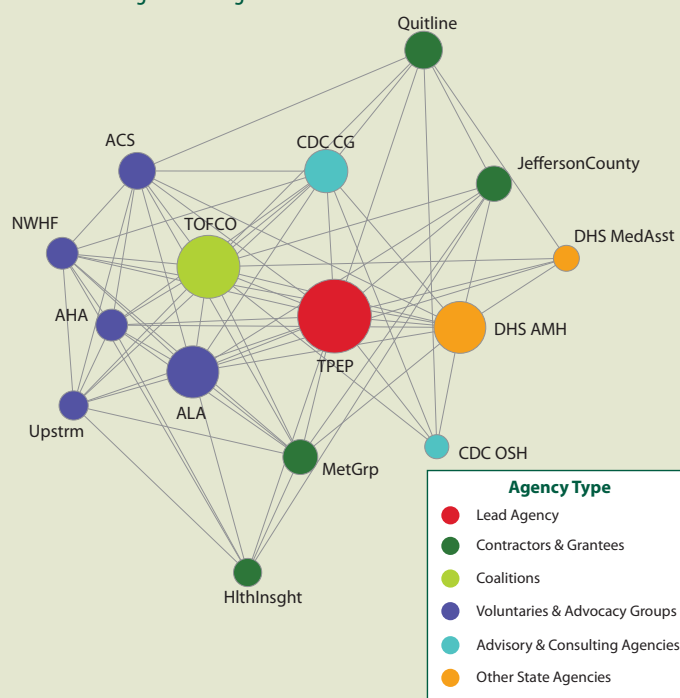 Quitline
ACS
CDC CG
JeffersonCounty
NWHF
TOFCO
DHS MedAsst
AHA
DHS AMH
TPEP
ALA
Upstrm
CDC OSH
MetGrp
HlthInsght
Agency Type
Lead Agency
Contractors & Grantees
Coalitions
Voluntaries & Advocacy Groups
Advisory & Consulting Agencies
Other State Agencies